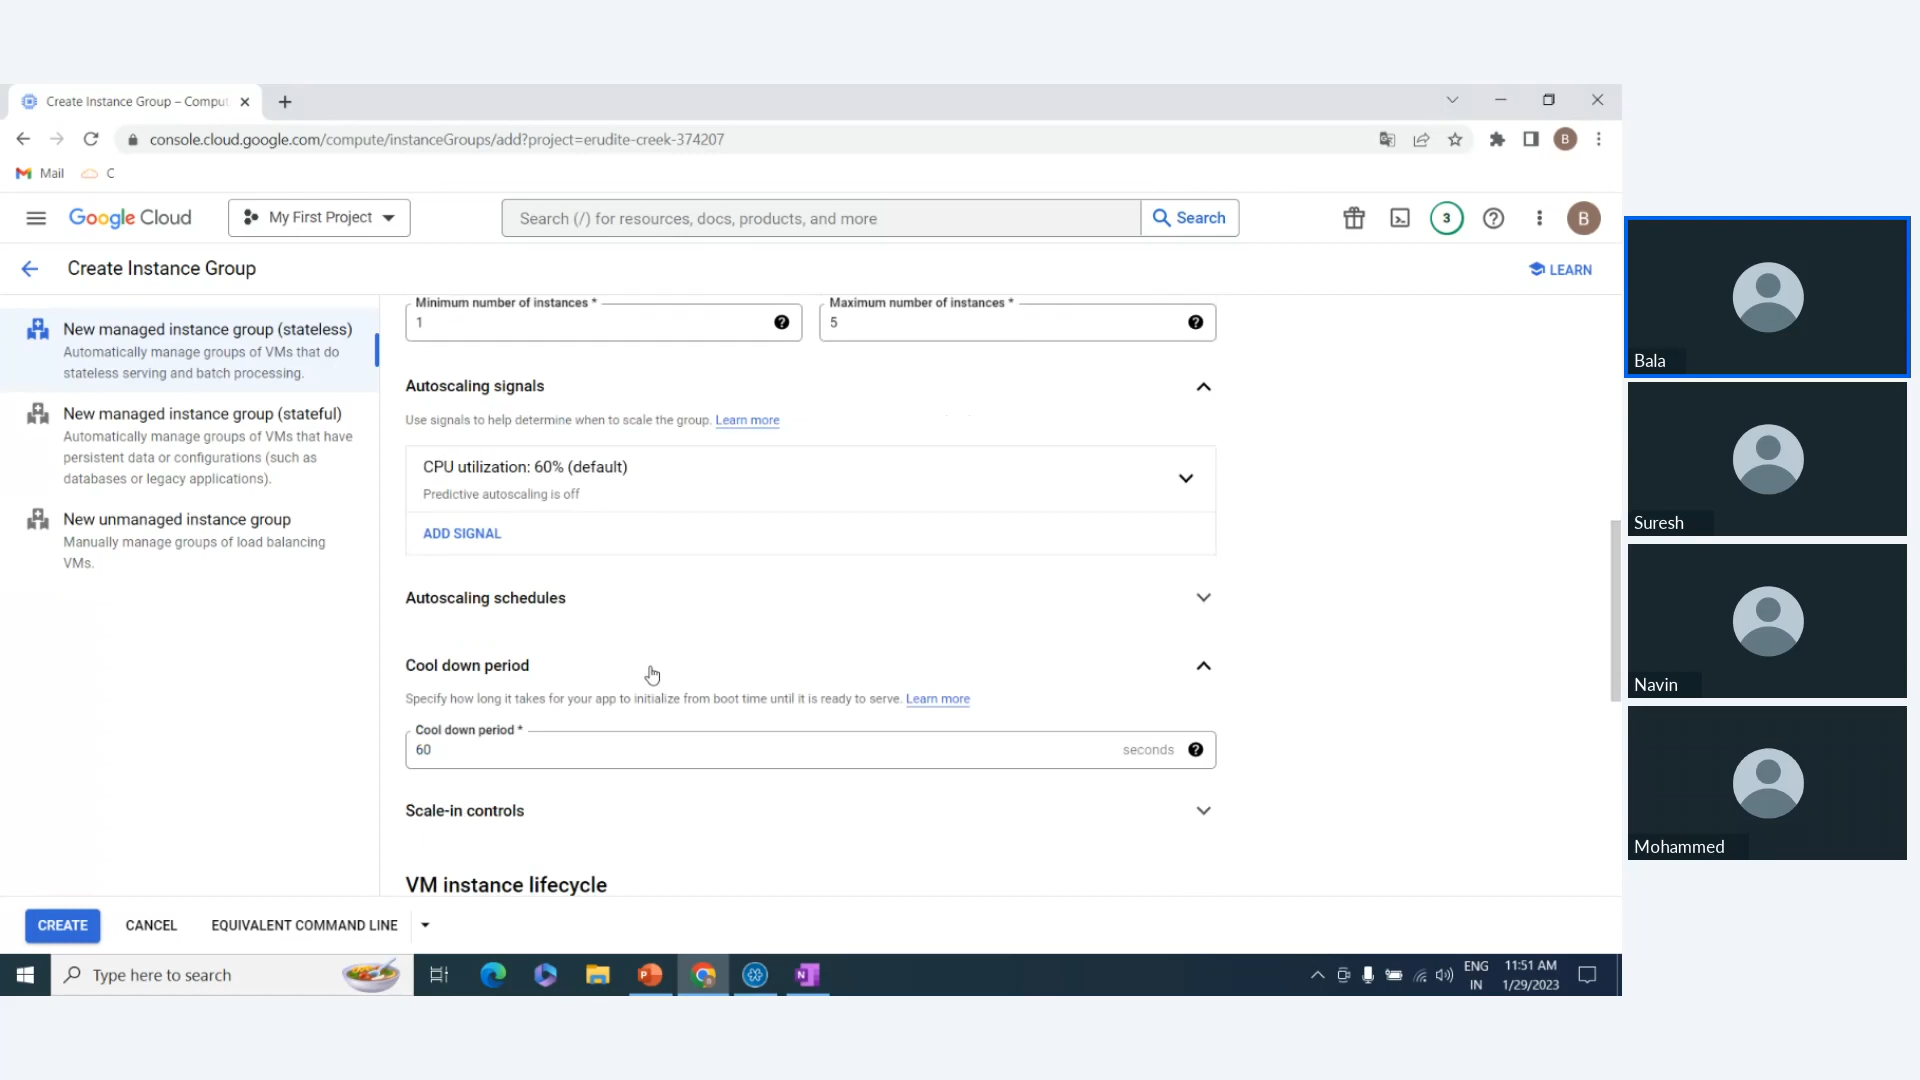 Create Instance Group – Comput
console.cloud.google.com/compute/instanceGroups/add?project=erudite-creek-374207
B
Mail
C
Google Cloud
My First Project
Search (/) for resources, docs, products, and more
Search
3
B
Create Instance Group
LEARN
New managed instance group (stateless)
Automatically manage groups of VMs that do
stateless serving and batch processing.
New managed instance group (stateful)
Automatically manage groups of VMs that have
persistent data or configurations (such as
databases or legacy applications).
New unmanaged instance group
Manually manage groups of load balancing
VMs.
Minimum number of instances *
1
Maximum number of instances *
5
Autoscaling signals
Use signals to help determine when to scale the group. Learn more
CPU utilization: 60% (default)
Predictive autoscaling is off
ADD SIGNAL
Autoscaling schedules
Cool down period
Specify how long it takes for your app to initialize from boot time until it is ready to serve. Learn more
Cool down period *
60
seconds
Scale-in controls
VM instance lifecycle
CREATE
CANCEL
EQUIVALENT COMMAND LINE
Type here to search
ENG
IN
11:51 AM
1/29/2023
Bala
Suresh
Navin
Mohammed